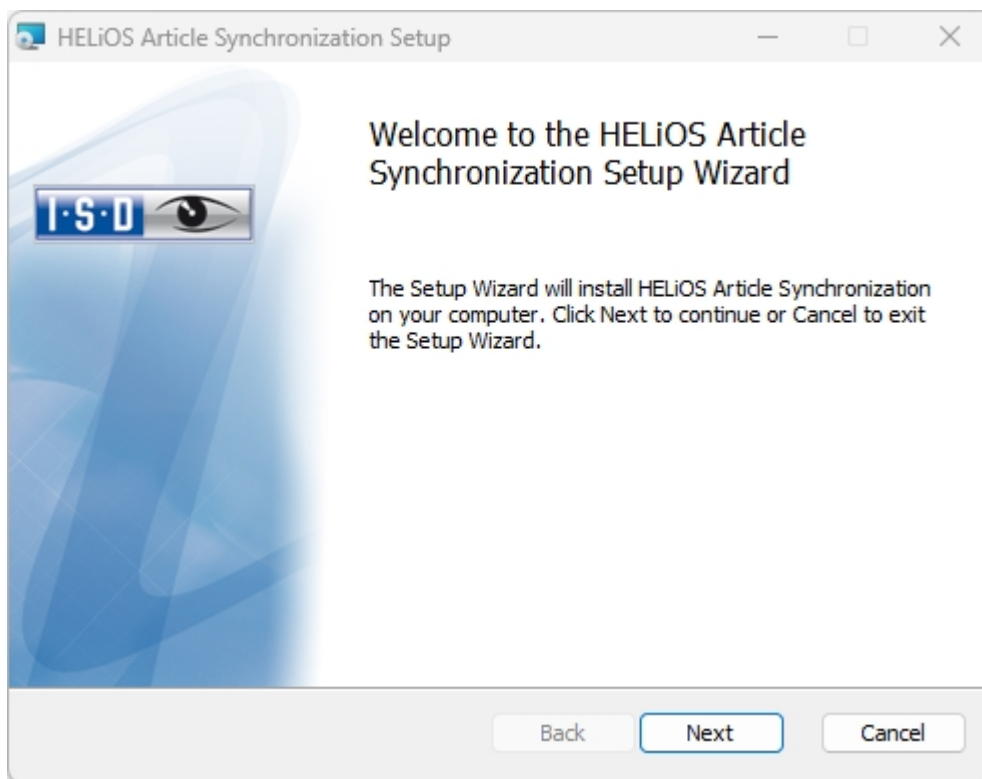 HELiOS Article Synchronization Setup
Welcome to the HELiOS Article
Synchronization Setup Wizard
I·S·D
The Setup Wizard will install HELiOS Article Synchronization
on your computer. Click Next to continue or Cancel to exit
the Setup Wizard.
Back Next Cancel